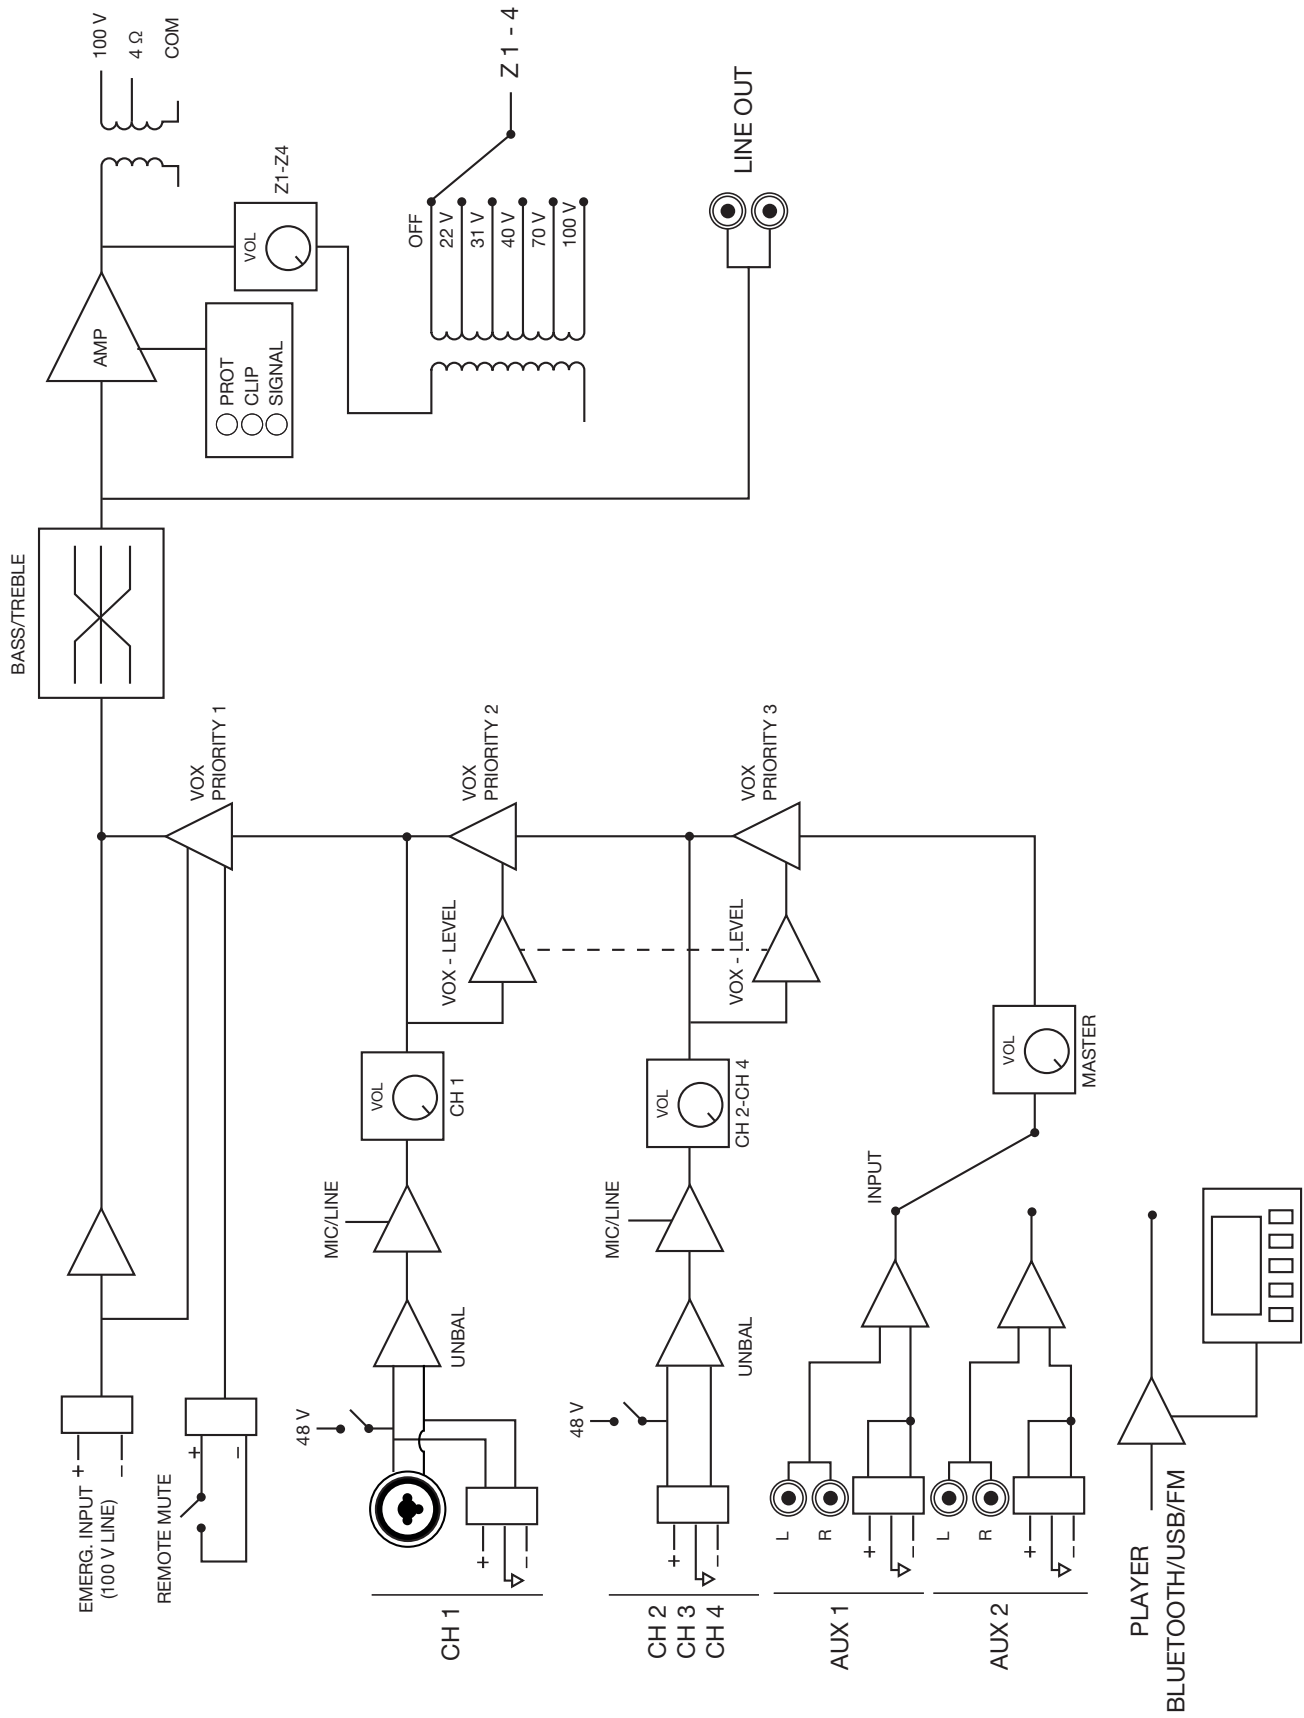 EMERG. INPUT
(100 V LINE)
+
–
REMOTE MUTE
+
–
CH 1
+
–
48 V
UNBAL
MIC/LINE
VOL
CH 1
CH 2
CH 3
CH 4
+
–
48 V
UNBAL
MIC/LINE
VOL
CH 2-CH 4
AUX 1
L
R
+
–
AUX 2
L
R
+
–
PLAYER
BLUETOOTH/USB/FM
INPUT
VOL
MASTER
VOX - LEVEL
VOX - LEVEL
VOX
PRIORITY 1
VOX
PRIORITY 2
VOX
PRIORITY 3
BASS/TREBLE
AMP
PROT
CLIP
SIGNAL
VOL
Z1-Z4
100 V
4 Ω
COM
OFF
22 V
31 V
40 V
70 V
100 V
Z 1 - 4
LINE OUT